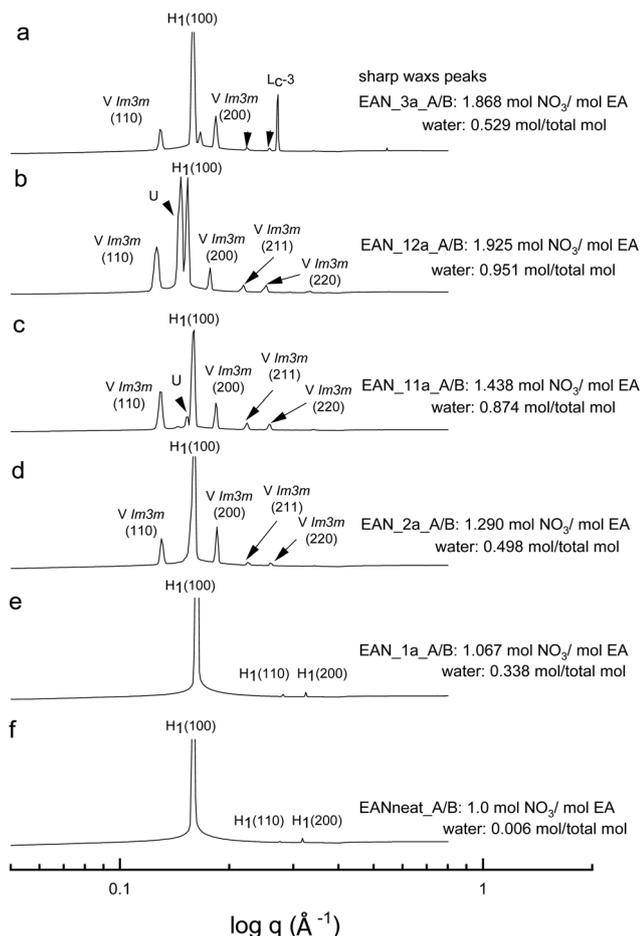 a
H1(100)
V Im3m
(110)
V Im3m
(200)
LC-3
sharp waxs peaks
EAN_3a_A/B: 1.868 mol NO3/ mol EA
water: 0.529 mol/total mol
b
H1(100)
U
V Im3m
(110)
V Im3m
(200)
V Im3m
(211)
V Im3m
(220)
EAN_12a_A/B: 1.925 mol NO3/ mol EA
water: 0.951 mol/total mol
c
H1(100)
V Im3m
(110)
U
V Im3m
(200)
V Im3m
(211)
V Im3m
(220)
EAN_11a_A/B: 1.438 mol NO3/ mol EA
water: 0.874 mol/total mol
d
H1(100)
V Im3m
(110)
V Im3m
(200)
V Im3m
(211)
V Im3m
(220)
EAN_2a_A/B: 1.290 mol NO3/ mol EA
water: 0.498 mol/total mol
e
H1(100)
H1(110)
H1(200)
EAN_1a_A/B: 1.067 mol NO3/ mol EA
water: 0.338 mol/total mol
f
H1(100)
H1(110)
H1(200)
EANneat_A/B: 1.0 mol NO3/ mol EA
water: 0.006 mol/total mol
0.1
1
log q (Å -1)